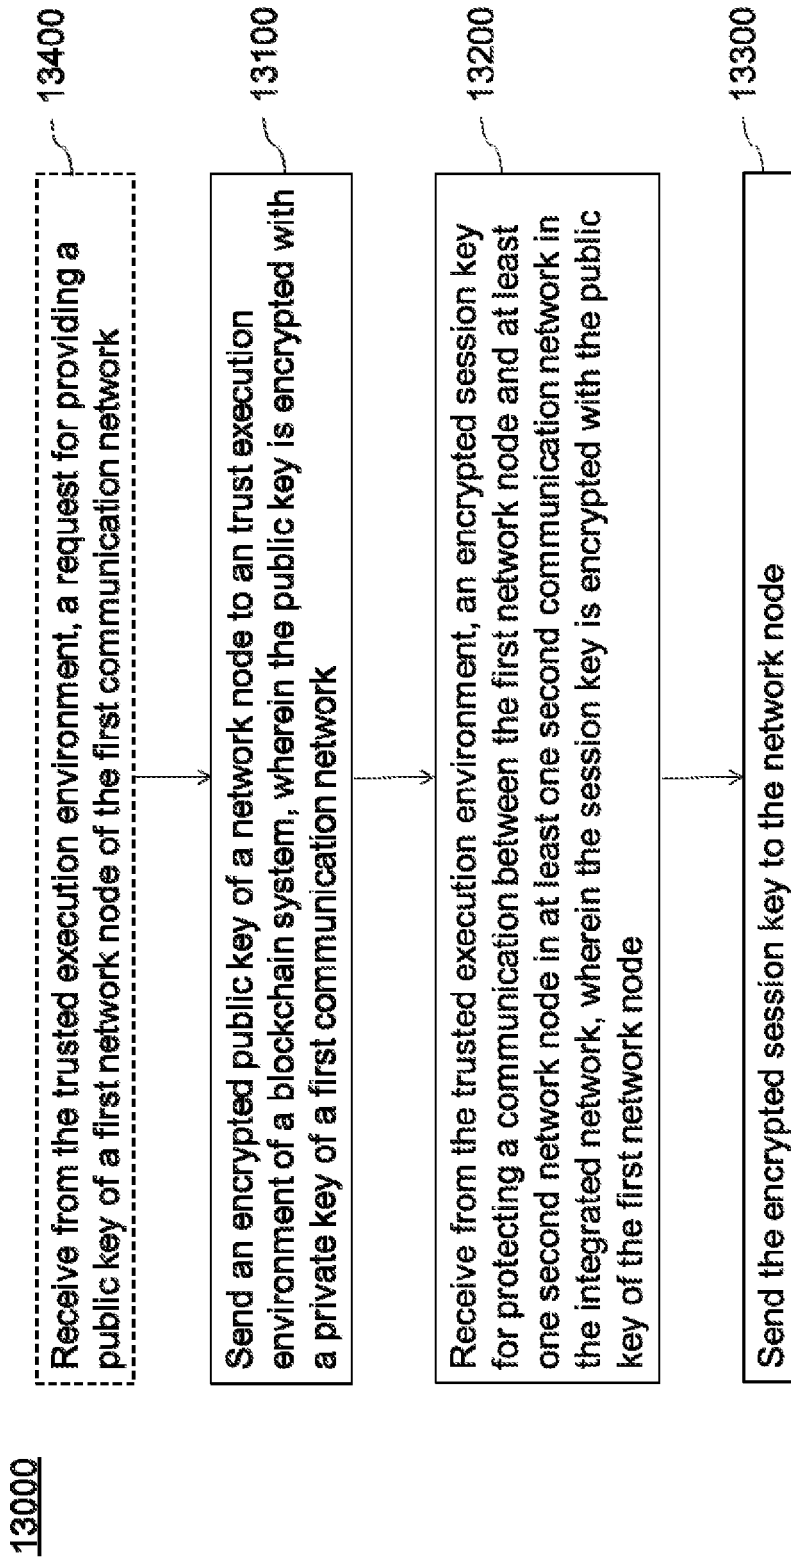 13000
Receive from the trusted execution environment, a request for providing a
public key of a first network node of the first communication network
13400
Send an encrypted public key of a network node to an trust execution
environment of a blockchain system, wherein the public key is encrypted with
a private key of a first communication network
13100
Receive from the trusted execution environment, an encrypted session key
for protecting a communication between the first network node and at least
one second network node in at least one second communication network in
the integrated network, wherein the session key is encrypted with the public
key of the first network node
13200
Send the encrypted session key to the network node
13300